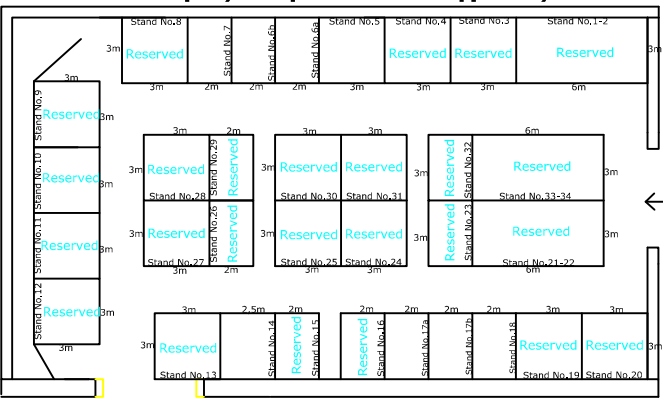 Stand No.8
Stand No.7
Stand No.6b
Stand No.6a
Stand No.5
Stand No.4
Stand No.3
Stand No.1-2
3m
Reserved
Reserved
Reserved
Reserved
3m
3m
2m
2m
2m
3m
3m
6m
3m
Stand No.9
Reserved
3m
Stand No.10
Reserved
3m
Stand No.11
Reserved
3m
Stand No.12
Reserved
3m
3m
3m
2m
3m
3m
6m
3m
Reserved
Stand No.28
Stand No.29
Reserved
3m
Reserved
Stand No.30
Reserved
Stand No.31
3m
Reserved
Stand No.32
Reserved
Stand No.33-34
3m
Reserved
Stand No.27
Stand No.26
Reserved
3m
Reserved
Stand No.25
Reserved
Stand No.24
3m
Reserved
Stand No.23
Reserved
Stand No.21-22
3m
2m
3m
3m
6m
3m
2,5m
2m
2m
2m
2m
3m
3m
3m
Reserved
Stand No.13
Stand No.14
Reserved
Stand No.15
3m
Reserved
Stand No.16
Stand No.17a
Stand No.17b
Stand No.18
Reserved
Stand No.19
Reserved
Stand No.20
3m